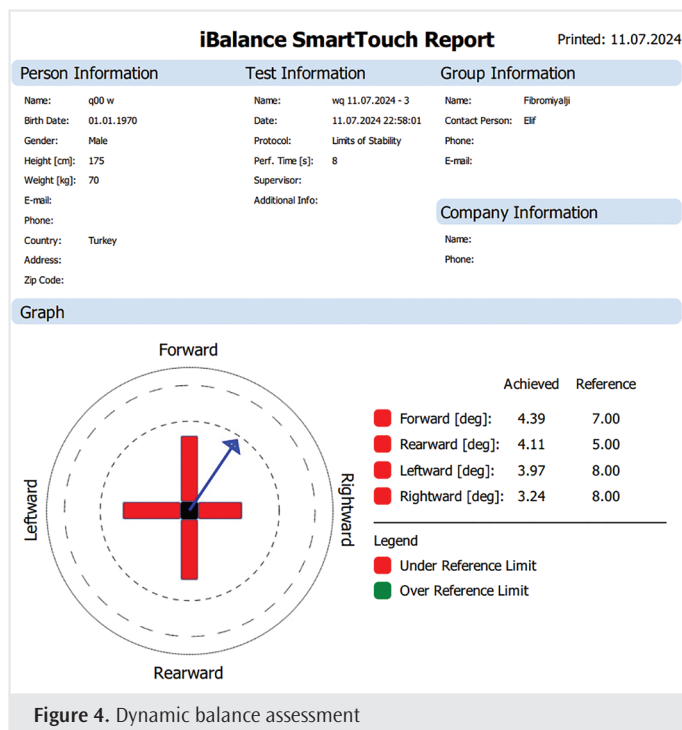 iBalance SmartTouch Report
Printed: 11.07.2024
Person Information
Name: q00 w
Birth Date: 01.01.1970
Gender: Male
Height [cm]: 175
Weight [kg]: 70
E-mail:
Phone:
Country: Turkey
Address:
Zip Code:
Test Information
Name: wq 11.07.2024 - 3
Date: 11.07.2024 22:58:01
Protocol: Limits of Stability
Perf. Time [s]: 8
Supervisor:
Additional Info:
Group Information
Name: Fibromiyalji
Contact Person: Elif
Phone:
E-mail:
Company Information
Name:
Phone:
Graph
Forward
Leftward
Rightward
Rearward
Achieved Reference
Forward [deg]: 4.39 7.00
Rearward [deg]: 4.11 5.00
Leftward [deg]: 3.97 8.00
Rightward [deg]: 3.24 8.00
Legend
Under Reference Limit
Over Reference Limit
Figure 4. Dynamic balance assessment